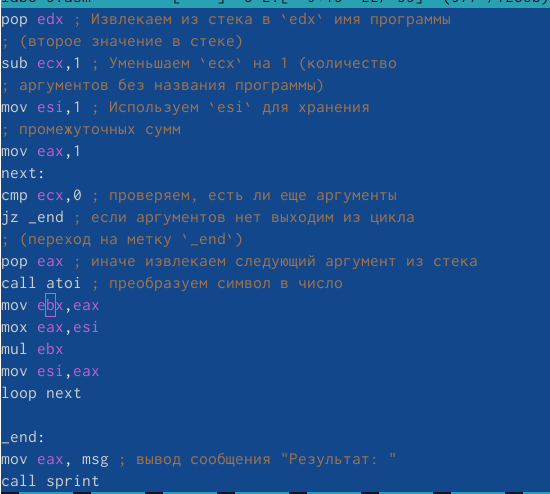 pop edx ; Извлекаем из стека в `edx` имя программы
; (второе значение в стеке)
sub ecx,1 ; Уменьшаем `ecx` на 1 (количество
; аргументов без названия программы)
mov esi,1 ; Используем `esi` для хранения
; промежуточных сумм
mov eax,1
next:
cmp ecx,0 ; проверяем, есть ли еще аргументы
jz _end ; если аргументов нет выходим из цикла
; (переход на метку `_end`)
pop eax ; иначе извлекаем следующий аргумент из стека
call atoi ; преобразуем символ в число
mov ebx,eax
mox eax,esi
mul ebx
mov esi,eax
loop next
_end:
mov eax, msg ; вывод сообщения "Результат: "
call sprint